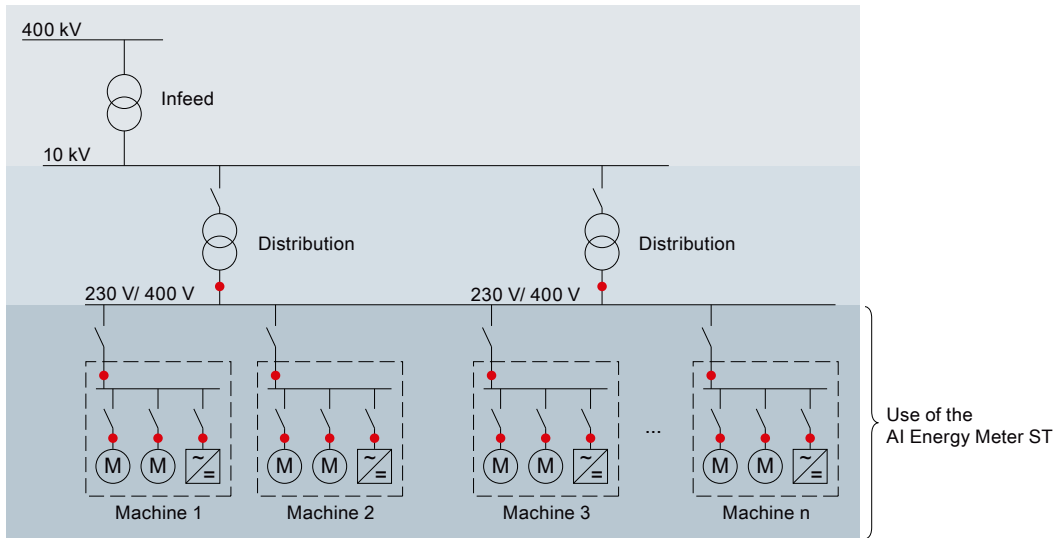 400 kV
Infeed
10 kV
Distribution
Distribution
230 V/ 400 V
230 V/ 400 V
M
M
~
=
M
M
~
=
M
M
~
=
...
M
M
~
=
Machine 1
Machine 2
Machine 3
Machine n
Use of the
AI Energy Meter ST